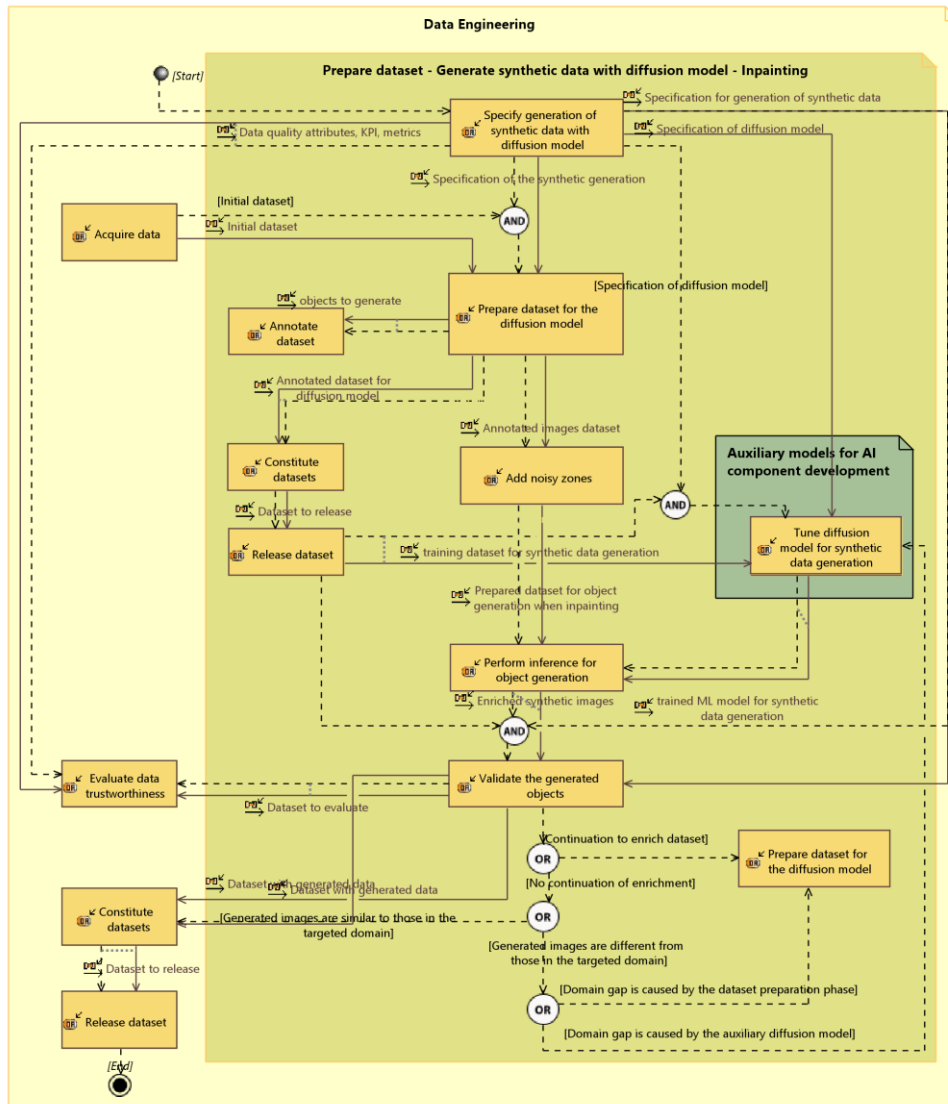 Data Engineering
Prepare dataset - Generate synthetic data with diffusion model - Inpainting
[Start]
Specification for generation of synthetic data
Specify generation of
synthetic data with
diffusion model
Data quality attributes, KPI, metrics
Specification of diffusion model
Specification of the synthetic generation
[Initial dataset]
AND
Acquire data
Initial dataset
[Specification of diffusion model]
objects to generate
Prepare dataset for the
diffusion model
Annotate
dataset
Annotated dataset for
diffusion model
Annotated images dataset
Auxiliary models for AI
component development
Constitute
datasets
Add noisy zones
AND
Dataset to release
Tune diffusion
model for synthetic
data generation
Release dataset
training dataset for synthetic data generation
Prepared dataset for object
generation when inpainting
Perform inference for
object generation
Enriched synthetic images
trained ML model for synthetic
data generation
AND
Evaluate data
trustworthiness
Validate the generated
objects
Dataset to evaluate
[Continuation to enrich dataset]
OR
Prepare dataset for
the diffusion model
Dataset with generated data
Dataset with generated data
[No continuation of enrichment]
Constitute
datasets
[Generated images are similar to those in the
targeted domain]
OR
[Generated images are different from
those in the targeted domain]
Dataset to release
[Domain gap is caused by the dataset preparation phase]
OR
Release dataset
[Domain gap is caused by the auxiliary diffusion model]
[End]